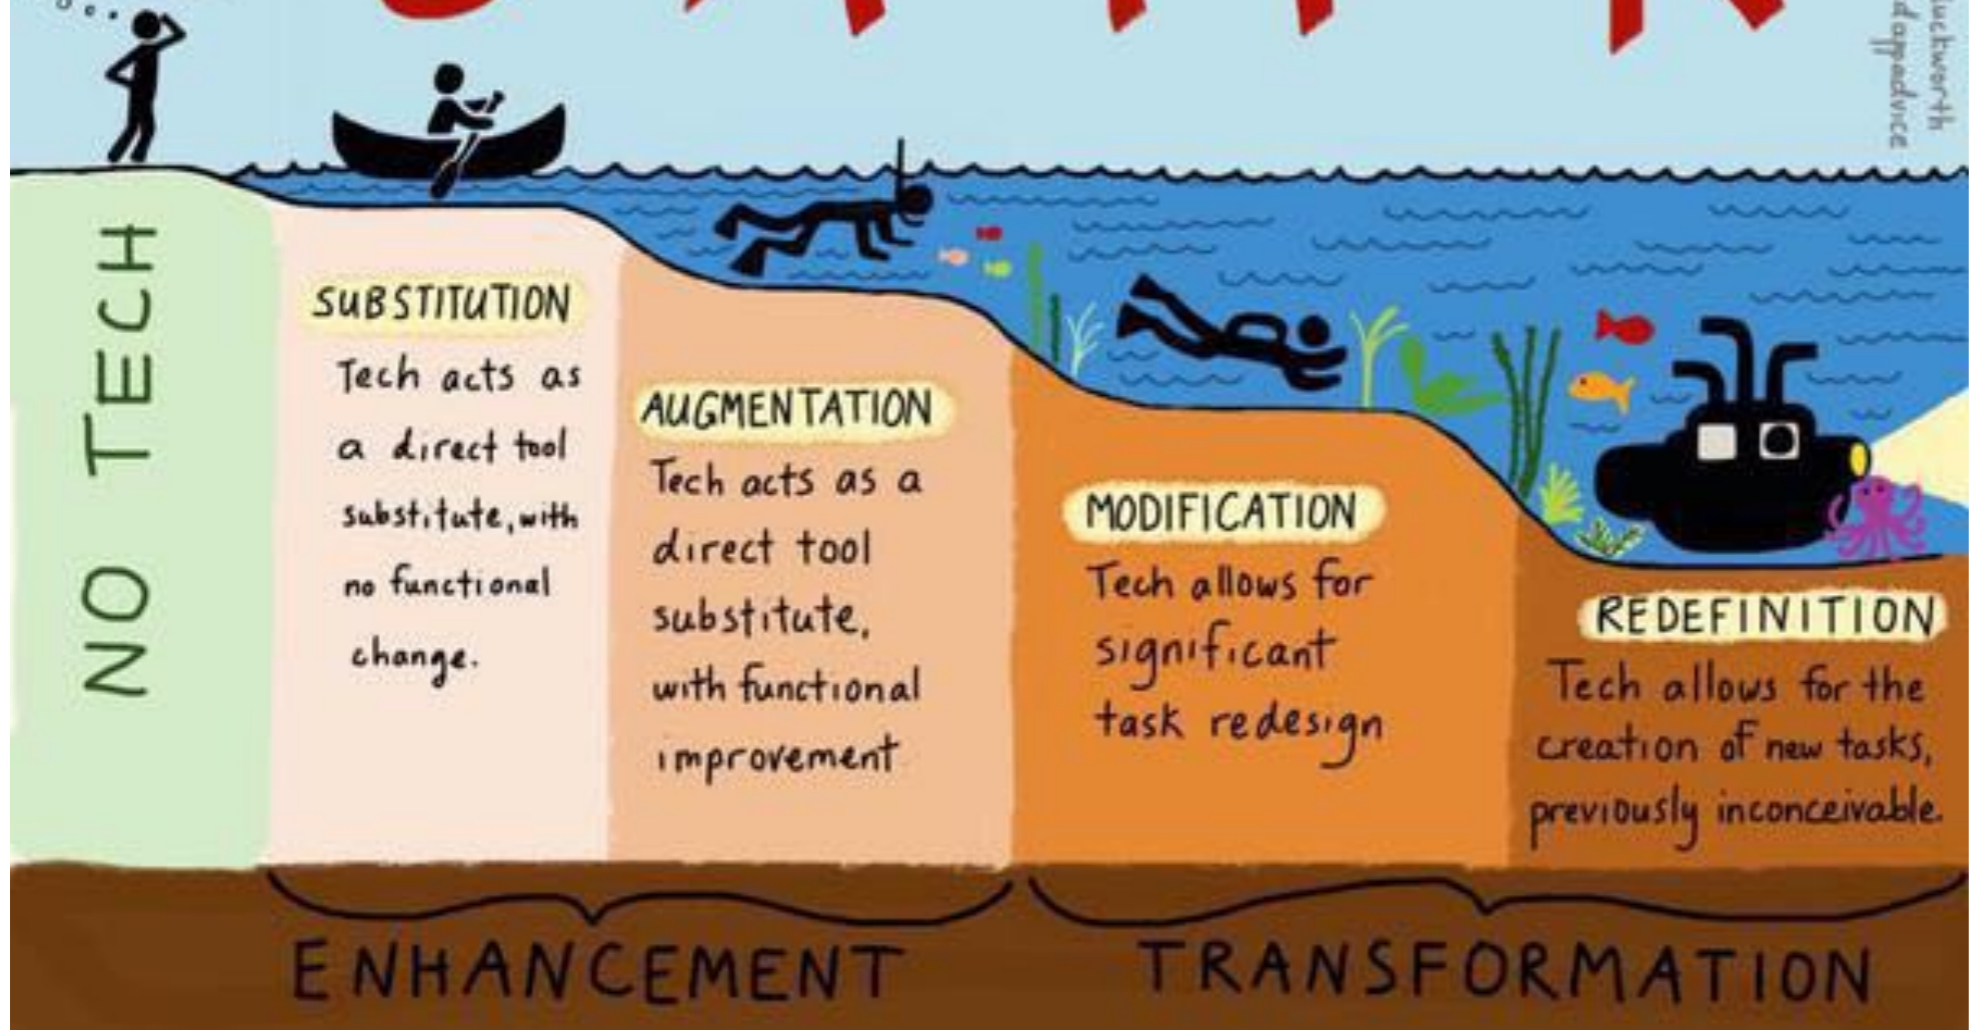 duckworth
dappadvice
NO TECH
SUBSTITUTION
Tech acts as
a direct tool
substitute, with
no functional
change.
AUGMENTATION
Tech acts as a
direct tool
substitute,
with functional
improvement
MODIFICATION
Tech allows for
significant
task redesign
REDEFINITION
Tech allows for the
creation of new tasks,
previously inconceivable.
ENHANCEMENT
TRANSFORMATION